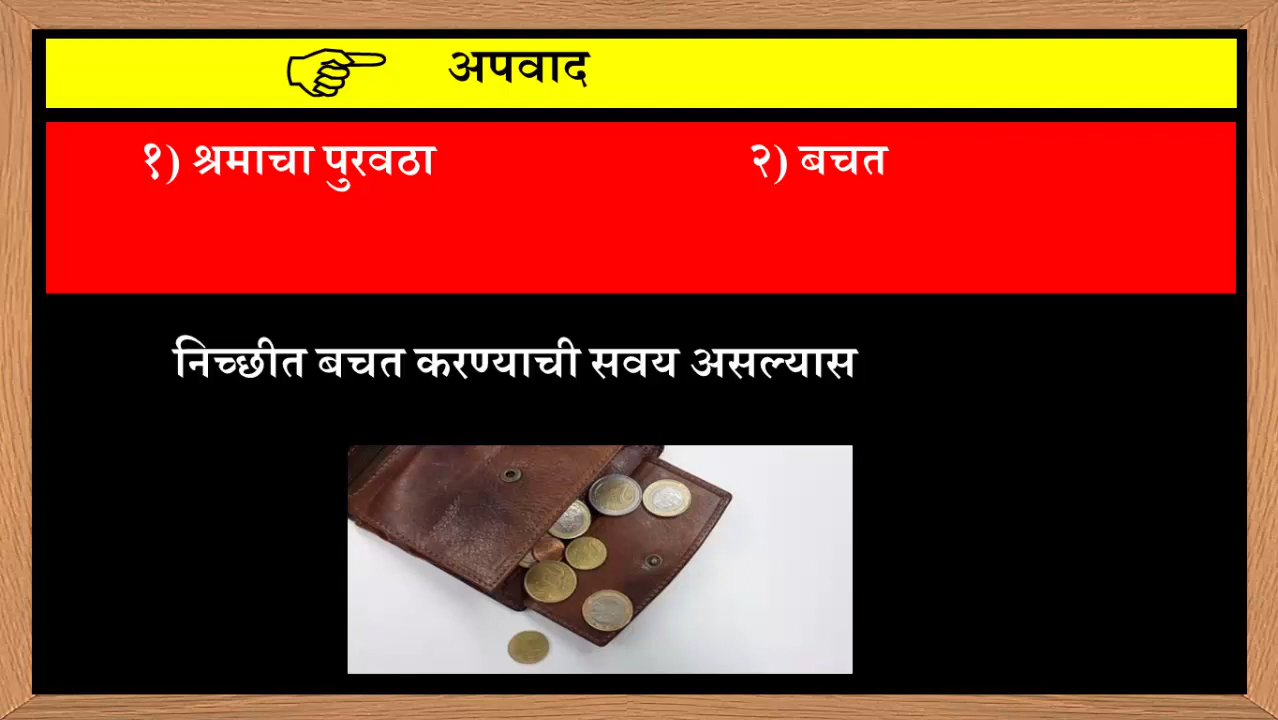 अपवाद
१) श्रमाचा पुरवठा २) बचत
निच्छीत बचत करण्याची सवय असल्यास